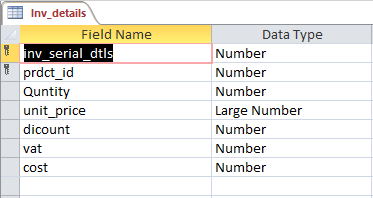 Inv_details
Field Name Data Type
inv_serial_dtls Number
prdct_id Number
Quntity Number
unit_price Large Number
dicount Number
vat Number
cost Number